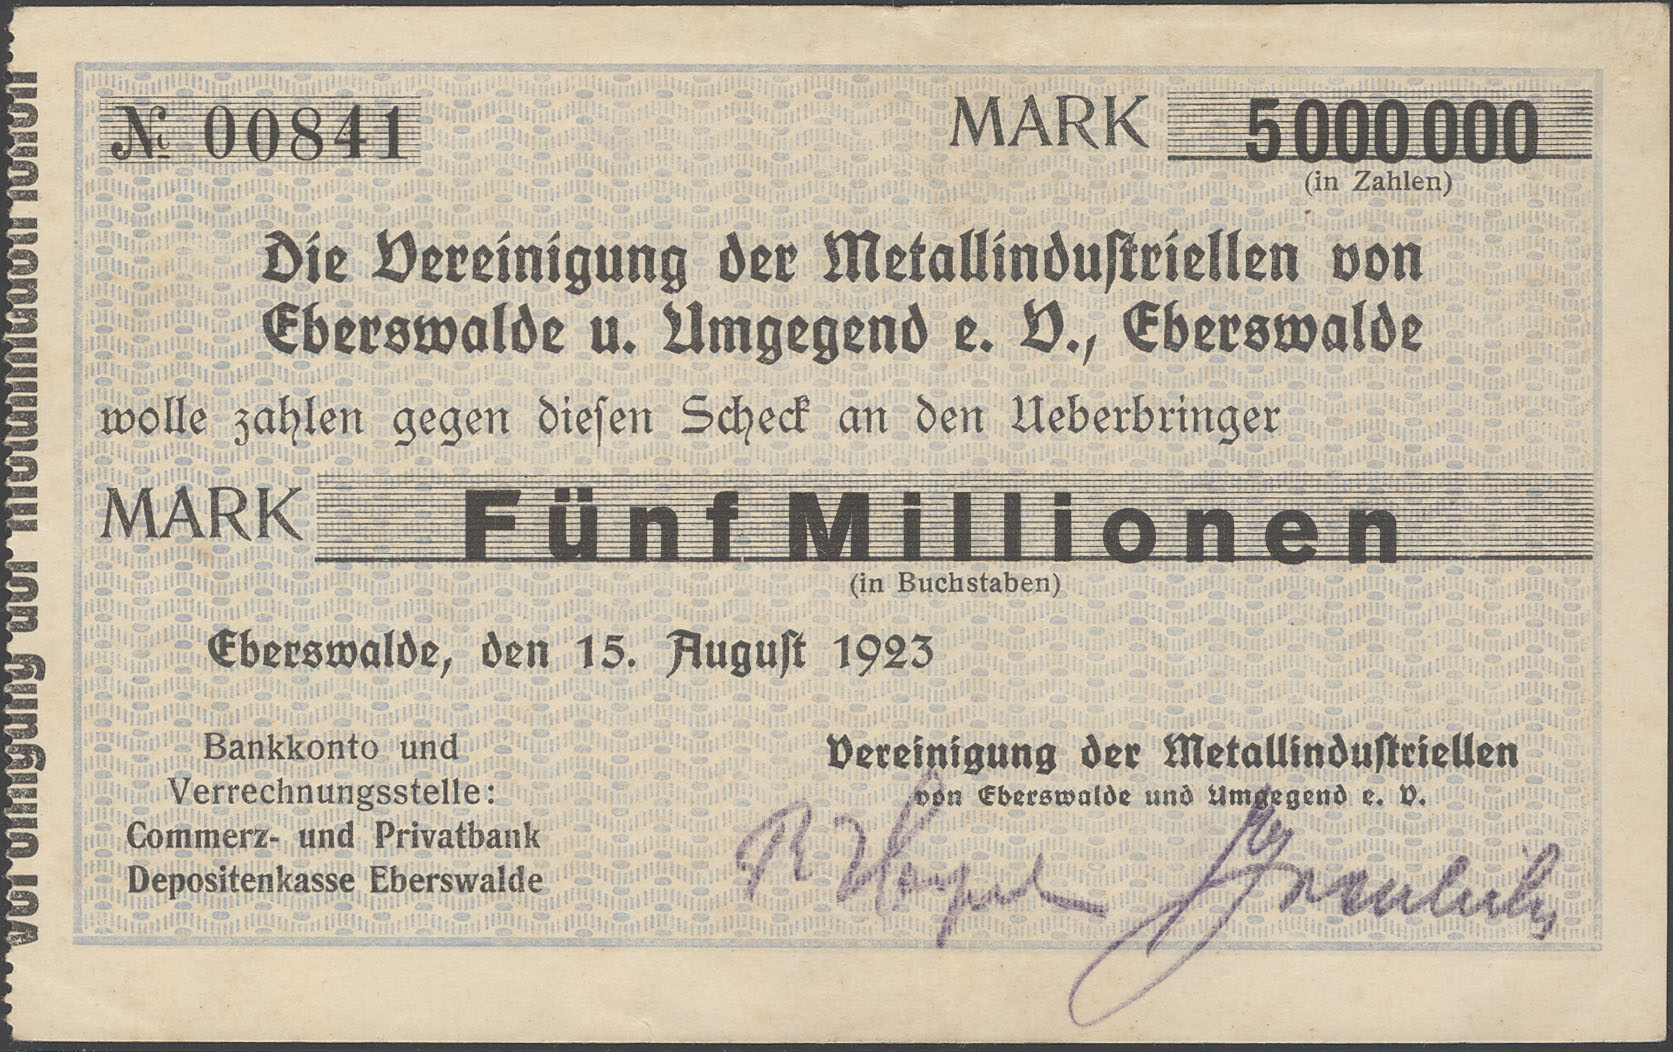 № 00841
MARK 5000000
(in Zahlen)
Die Vereinigung der Metallinduſtriellen von
Eberswalde u. Umgegend e. V., Eberswalde
wolle zahlen gegen dieſen Scheck an den Ueberbringer
MARK Fünf Millionen
(in Buchstaben)
Eberswalde, den 15. Auguſt 1923
Bankkonto und
Verrechnungsstelle:
Commerz- und Privatbank
Depositenkasse Eberswalde
Vereinigung der Metallinduſtriellen
von Eberswalde und Umgegend e. V.